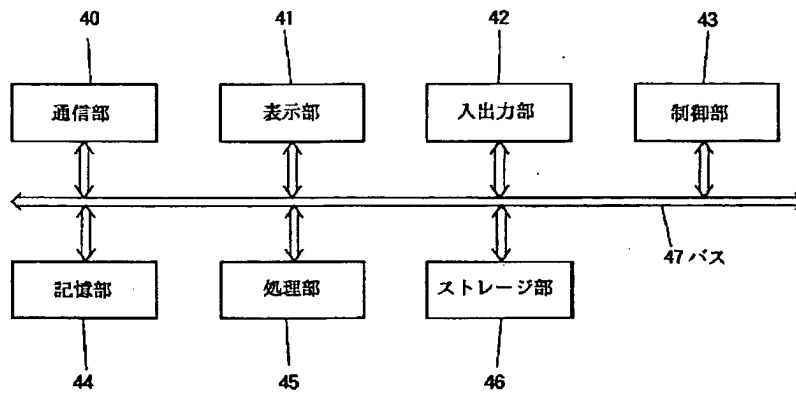 40 41 42 43
通信部 表示部 入出力部 制御部
47 バス
記憶部 処理部 ストレージ部
44 45 46